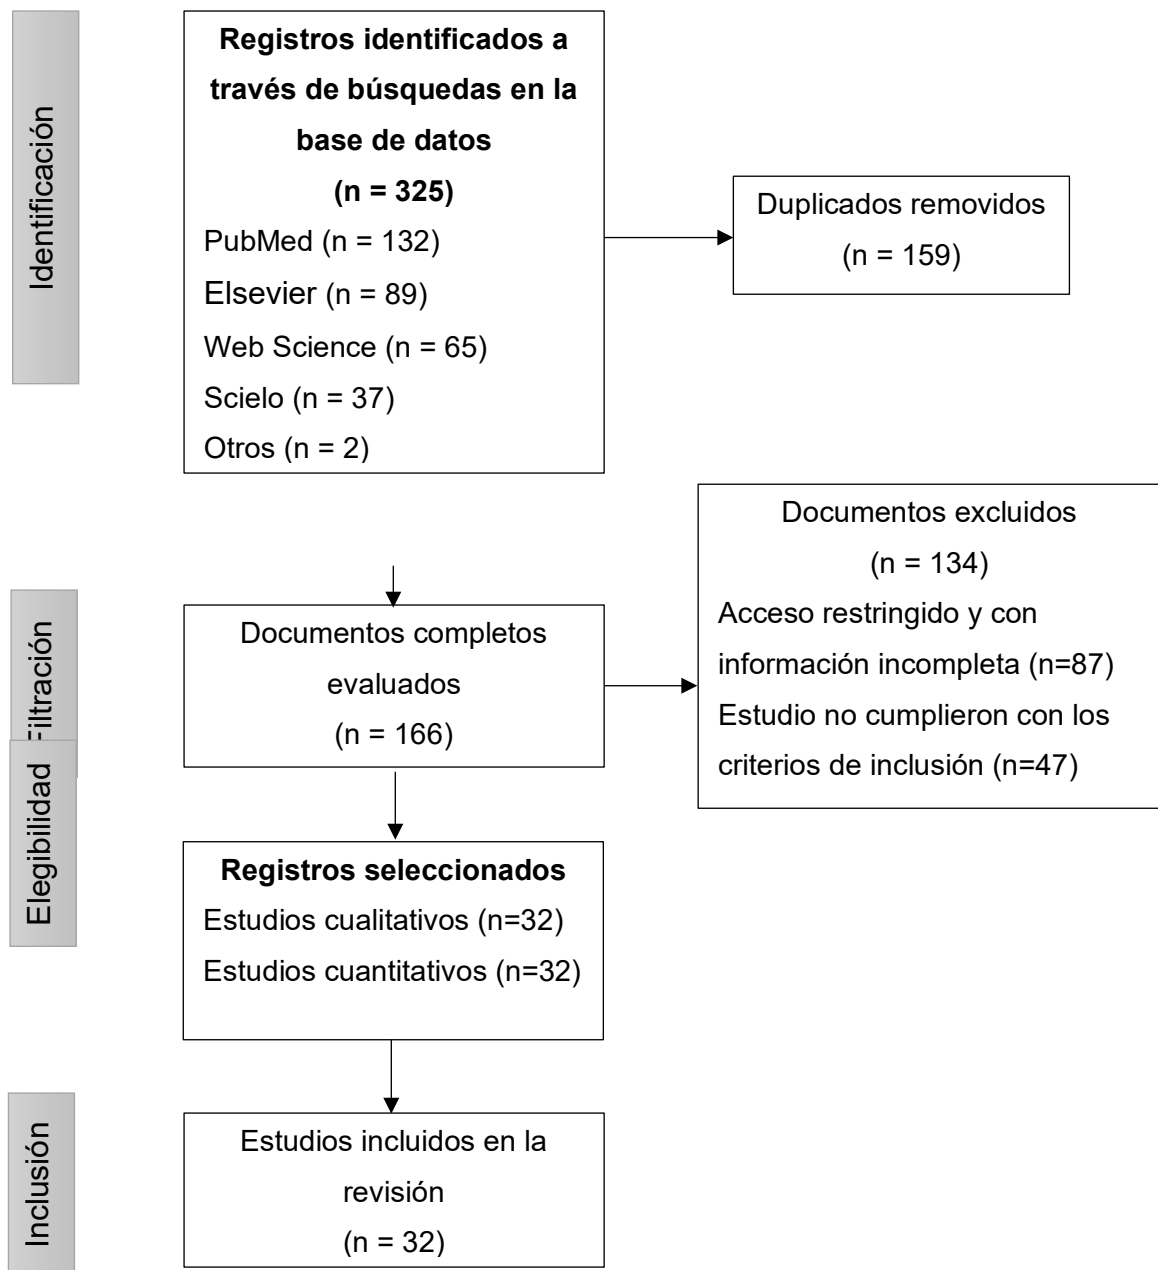 Identificación
Registros identificados a
través de búsquedas en la
base de datos
(n = 325)
PubMed (n = 132)
Elsevier (n = 89)
Web Science (n = 65)
Scielo (n = 37)
Otros (n = 2)
Duplicados removidos
(n = 159)
Filtración
Documentos completos
evaluados
(n = 166)
Documentos excluidos
(n = 134)
Acceso restringido y con
información incompleta (n=87)
Estudio no cumplieron con los
criterios de inclusión (n=47)
Elegibilidad
Registros seleccionados
Estudios cualitativos (n=32)
Estudios cuantitativos (n=32)
Inclusión
Estudios incluidos en la
revisión
(n = 32)